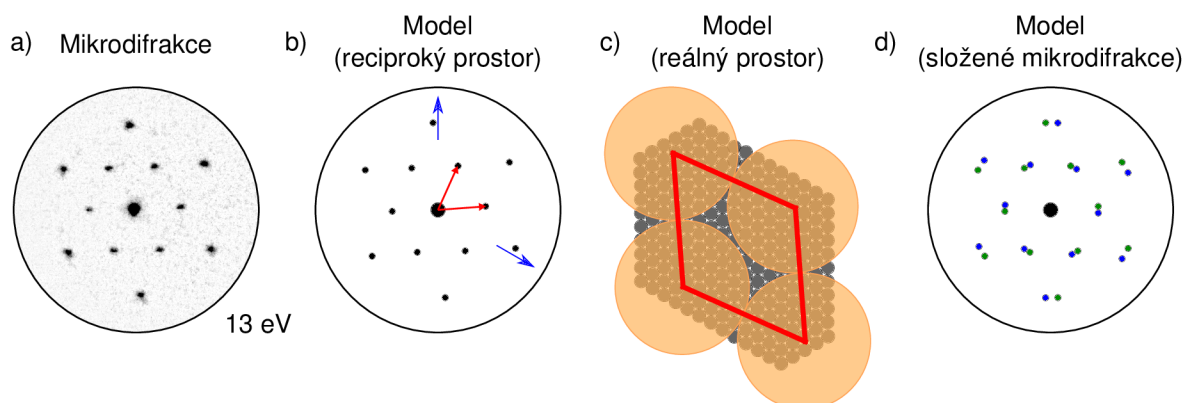 a) Mikrodifrakce
b) Model
(reciproký prostor)
c) Model
(reálný prostor)
d) Model
(složené mikrodifrakce)
13 eV